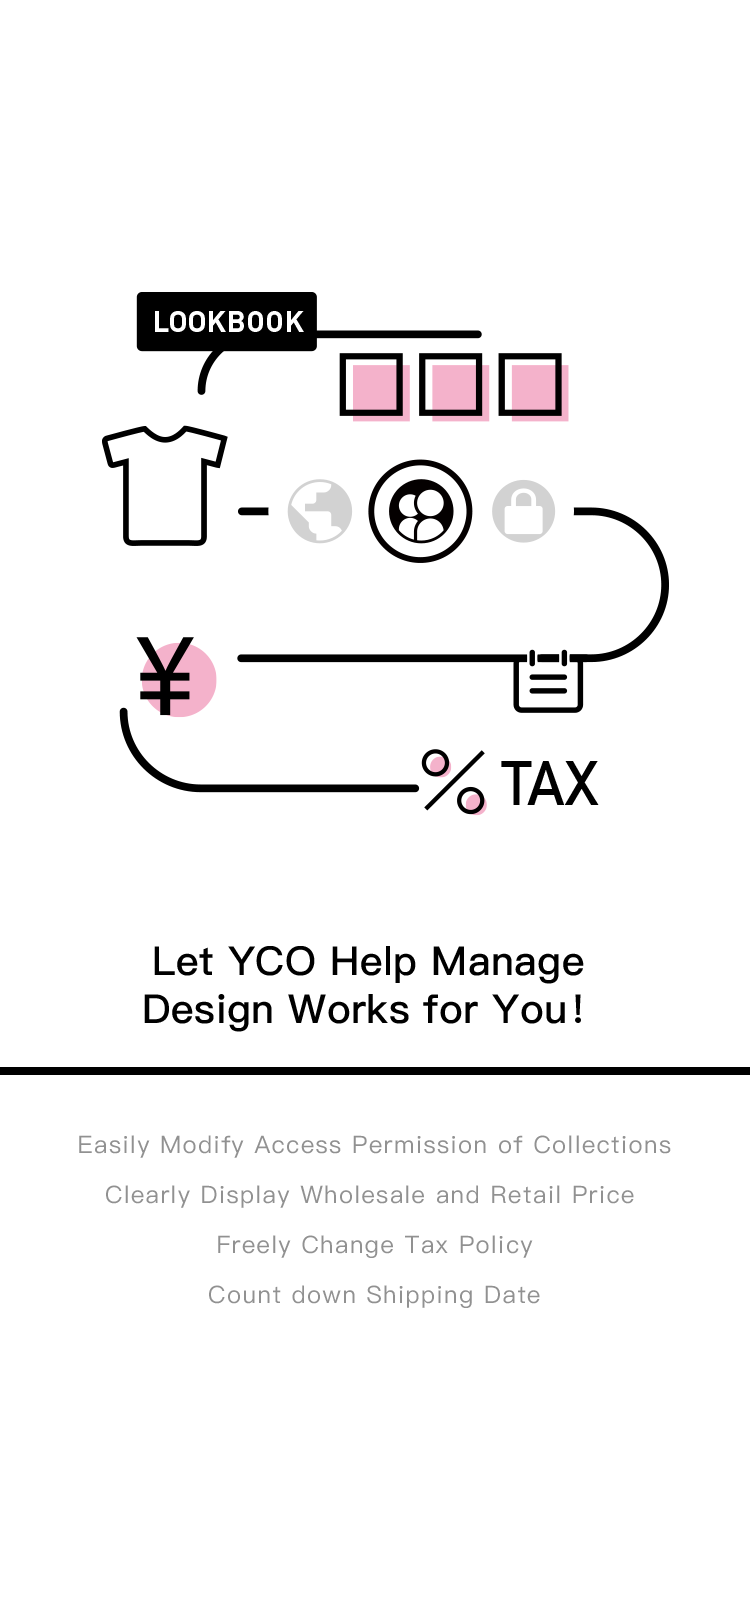 LOOKBOOK
¥
% TAX
Let YCO Help Manage
Design Works for You!
Easily Modify Access Permission of Collections
Clearly Display Wholesale and Retail Price
Freely Change Tax Policy
Count down Shipping Date